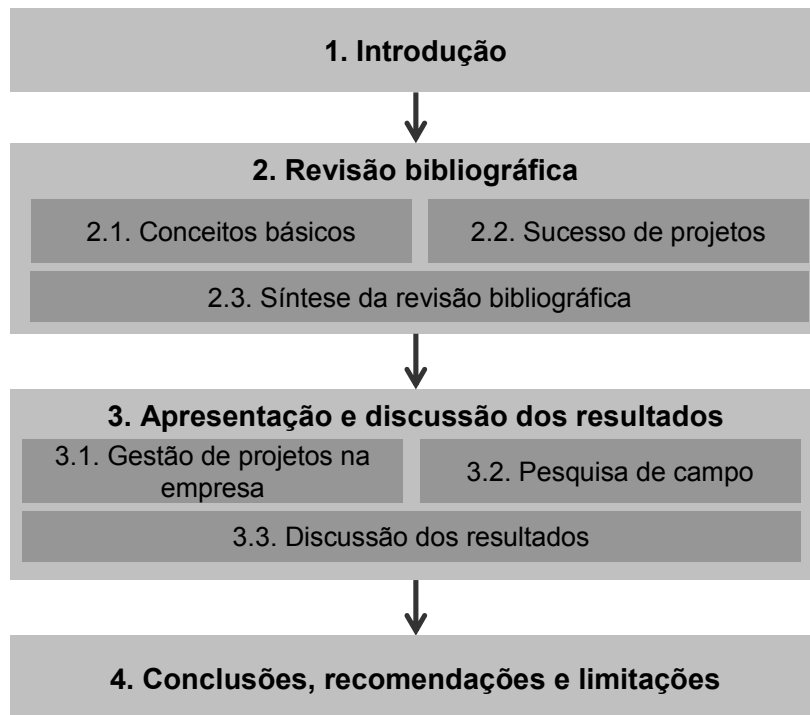 1. Introdução
2. Revisão bibliográfica
2.1. Conceitos básicos
2.2. Sucesso de projetos
2.3. Síntese da revisão bibliográfica
3. Apresentação e discussão dos resultados
3.1. Gestão de projetos na
empresa
3.2. Pesquisa de campo
3.3. Discussão dos resultados
4. Conclusões, recomendações e limitações